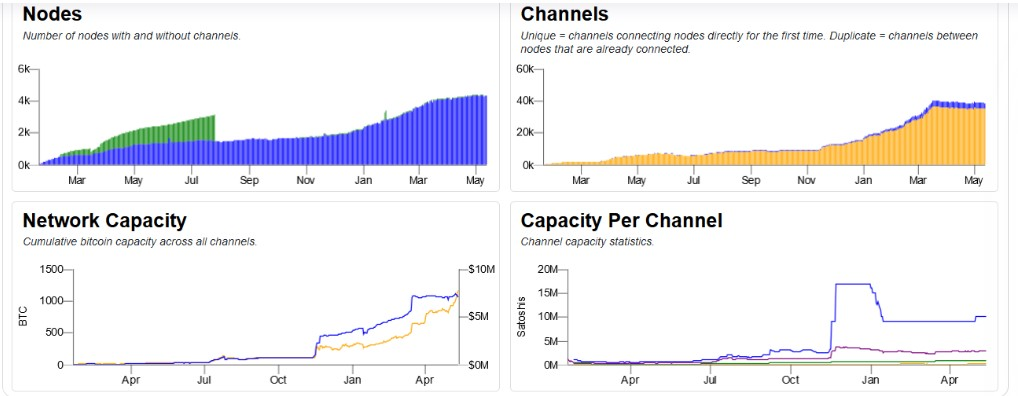 Nodes
Number of nodes with and without channels.
6k
4k
2k
0k
Mar May Jul Sep Nov Jan Mar May
Channels
Unique = channels connecting nodes directly for the first time. Duplicate = channels between
nodes that are already connected.
60k
40k
20k
0k
Mar May Jul Sep Nov Jan Mar May
Network Capacity
Cumulative bitcoin capacity across all channels.
1500
1000
500
0
BTC
$10M
$5M
$0M
Apr Jul Oct Jan Apr
Capacity Per Channel
Channel capacity statistics.
20M
15M
10M
5M
0M
Satoshis
Apr Jul Oct Jan Apr